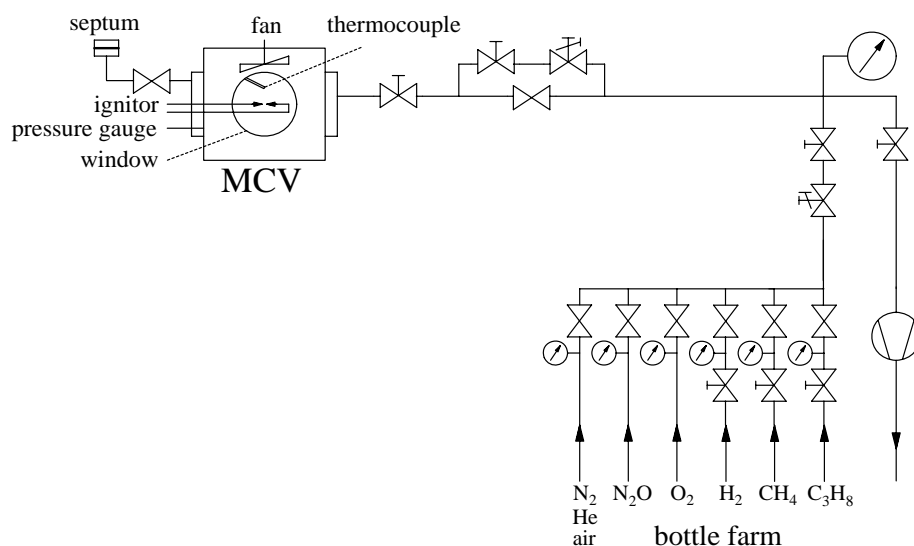 septum
fan
thermocouple
ignitor
pressure gauge
window
MCV
N₂ N₂O O₂ H₂ CH₄ C₃H₈
He
air
bottle farm